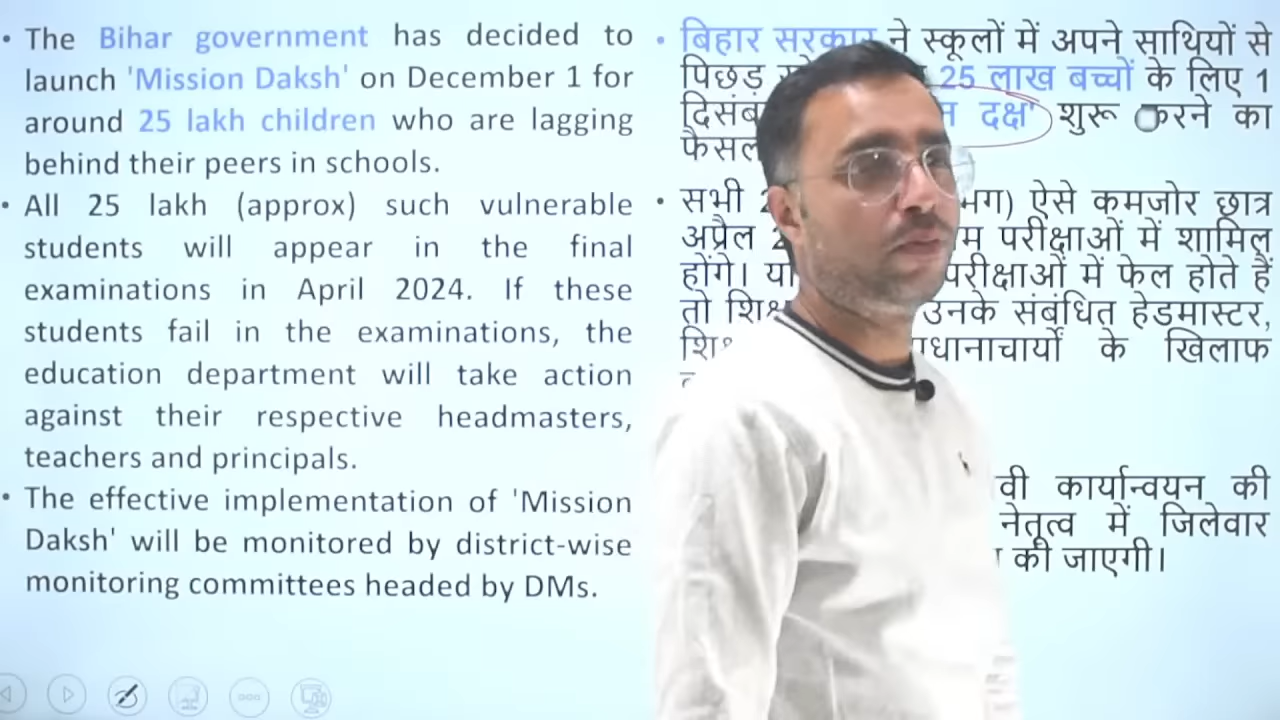 The Bihar government has decided to
launch 'Mission Daksh' on December 1 for
around 25 lakh children who are lagging
behind their peers in schools.
All 25 lakh (approx) such vulnerable
students will appear in the final
examinations in April 2024. If these
students fail in the examinations, the
education department will take action
against their respective headmasters,
teachers and principals.
The effective implementation of 'Mission
Daksh' will be monitored by district-wise
monitoring committees headed by DMs.
बिहार सरकार ने स्कूलों में अपने साथियों से
पिछड़ 25 लाख बच्चों के लिए 1
दक्ष' शुरू करने का
सभी ऐसे कमजोर छात्र
अप्रैल परीक्षाओं में शामिल
होंगे। परीक्षाओं में फेल होते हैं
तो उनके संबंधित हेडमास्टर,
के खिलाफ
कार्यान्वयन की
नेतृत्व में जिलेवार
की जाएगी।